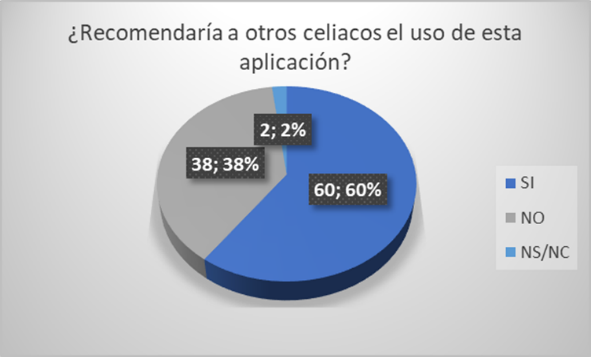 ¿Recomendaría a otros celiacos el uso de esta
aplicación?
2; 2%
38; 38%
60; 60%
SI
NO
NS/NC